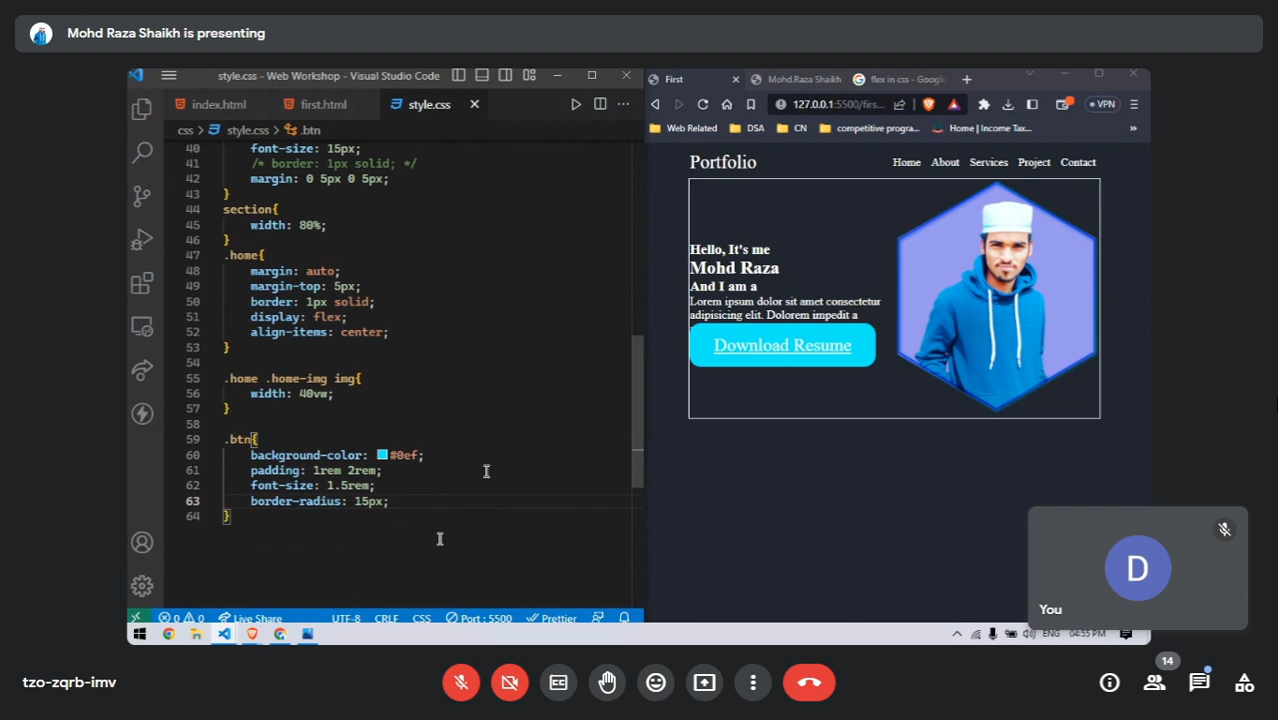 Mohd Raza Shaikh is presenting
style.css - Web Workshop - Visual Studio Code
index.html
first.html
style.css
css > style.css > .btn
40 font-size: 15px;
41 /* border: 1px solid; */
42 margin: 0 5px 0 5px;
43 }
44 section{
45 width: 80%;
46 }
47 .home{
48 margin: auto;
49 margin-top: 5px;
50 border: 1px solid;
51 display: flex;
52 align-items: center;
53 }
54
55 .home .home-img img{
56 width: 40vw;
57 }
58
59 .btn{
60 background-color: #0ef;
61 padding: 1rem 2rem;
62 font-size: 1.5rem;
63 border-radius: 15px;
64 }
0 0 Live Share UTF-8 CRLF CSS Port : 5500 Prettier
First
Mohd.Raza Shaikh
flex in css - Google
127.0.0.1:5500/firs...
VPN
Web Related
DSA
CN
competitive progra...
Home | Income Tax...
Portfolio
Home About Services Project Contact
Hello, It's me
Mohd Raza
And I am a
Lorem ipsum dolor sit amet consectetur
adipisicing elit. Dolorem impedit a
Download Resume
D
You
ENG 04:55 PM
tzo-zqrb-imv
CC
14